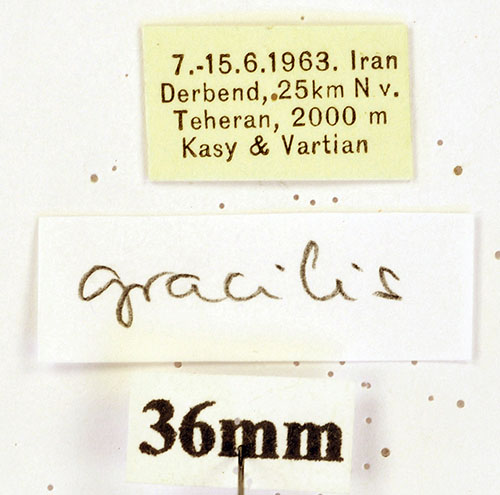 7.-15.6.1963. Iran
Derbend, 25km N v.
Teheran, 2000 m
Kasy & Vartian
gracilis
36mm